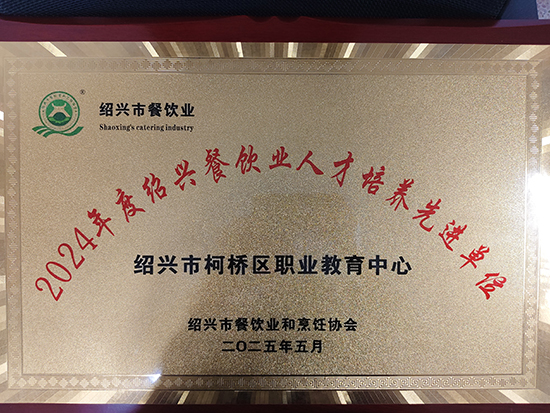 绍兴市餐饮业
Shaoxing's catering industry
2024年度绍兴餐饮业人才培养先进单位
绍兴市柯桥区职业教育中心
绍兴市餐饮业和烹饪协会
二〇二五年五月